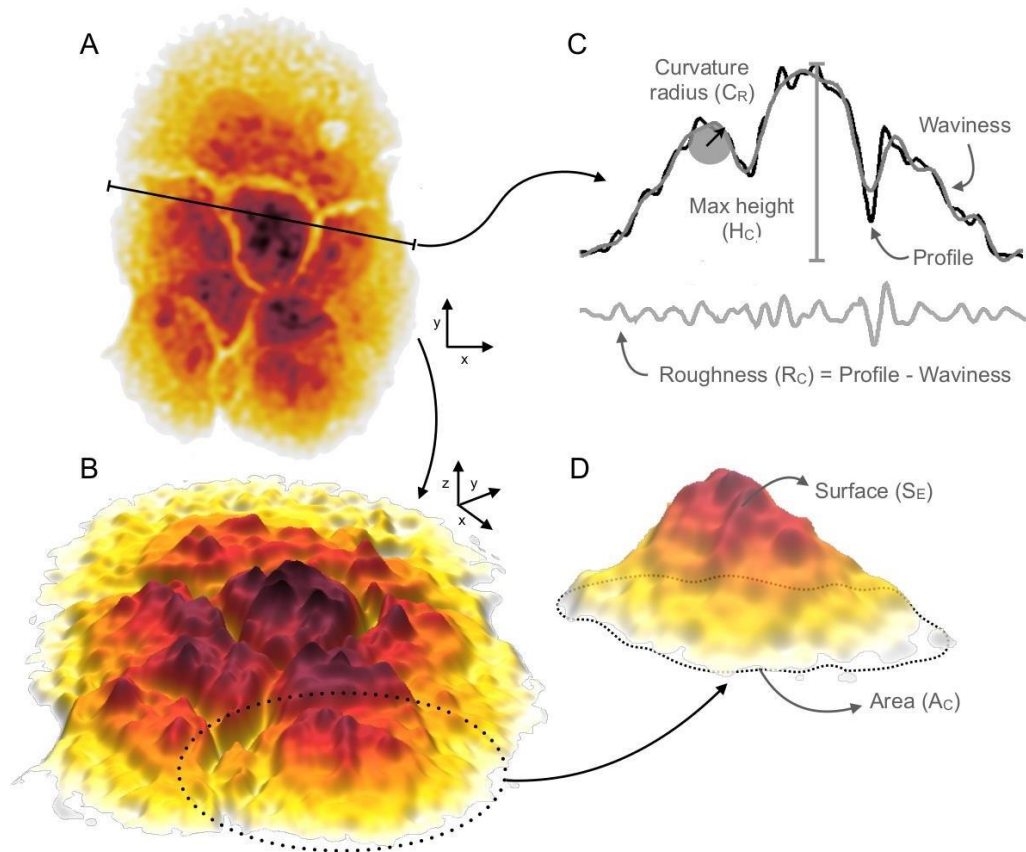 A
C
Curvature
radius (CR)
Waviness
Max height
(HC)
Profile
y
x
Roughness (RC) = Profile - Waviness
B
z
y
x
D
Surface (SE)
Area (AC)